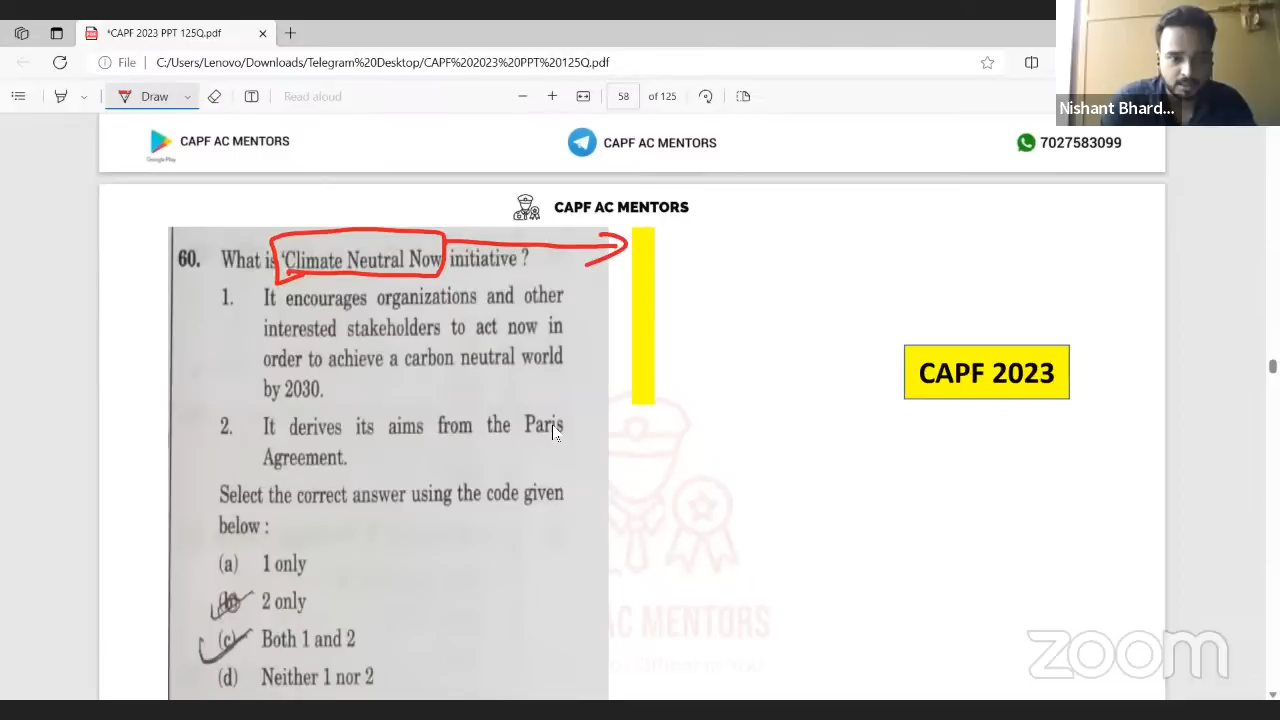 *CAPF 2023 PPT 125Q.pdf
File C:/Users/Lenovo/Downloads/Telegram%20Desktop/CAPF%202023%20PPT%20125Q.pdf
Draw Read aloud 58 of 125
Nishant Bhard...
CAPF AC MENTORS CAPF AC MENTORS 7027583099
Google Play
CAPF AC MENTORS
60. What is 'Climate Neutral Now initiative ?
1. It encourages organizations and other
interested stakeholders to act now in
order to achieve a carbon neutral world
by 2030.
2. It derives its aims from the Paris
Agreement.
Select the correct answer using the code given
below :
(a) 1 only
(b) 2 only
(c) Both 1 and 2
(d) Neither 1 nor 2
CAPF 2023
AC MENTORS
zoom